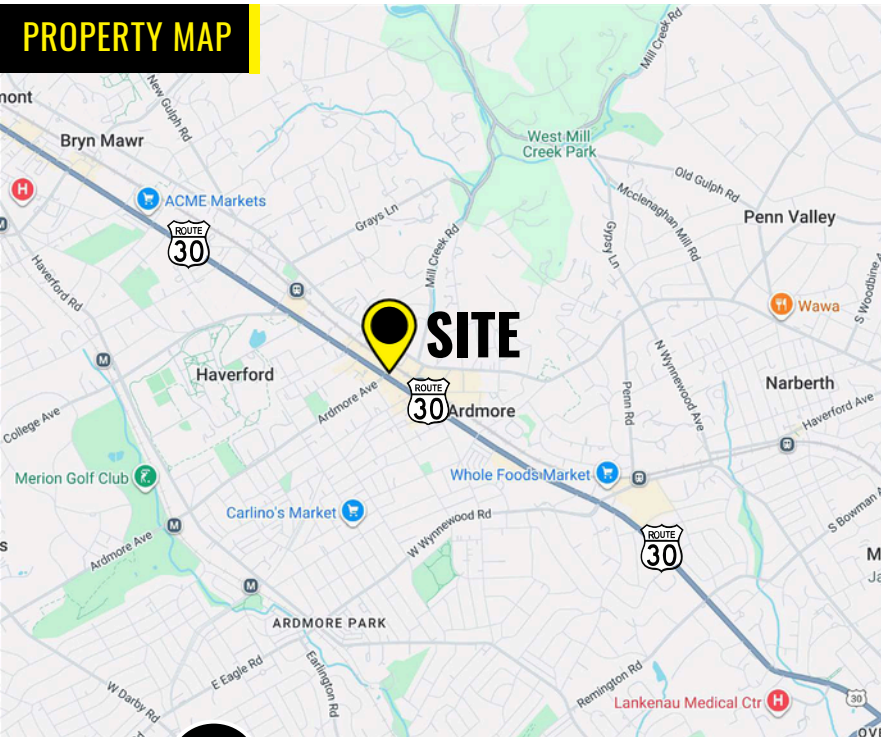 PROPERTY MAP
Mill Creek Rd
mont
New Gulph Rd
Bryn Mawr
West Mill
Creek Park
Old Gulph Rd
H
ACME Markets
Mcclenaghan Mill Rd
Penn Valley
Grays Ln
ROUTE
30
Gypsy Ln
Mill Creek Rd
S Woodbine
Haverford Rd
Wawa
SITE
N Wynnewood Ave
M
Haverford
Ardmore Ave
ROUTE
30
Ardmore
Penn Rd
Narberth
Haverford Ave
College Ave
Merion Golf Club
Whole Foods Market
Carlino's Market
W Wynnewood Rd
S Bowman
M
Ardmore Ave
s
ROUTE
30
M
Ja
M
ARDMORE PARK
E Eagle Rd
Earlington Rd
Remington Rd
W Darby Rd
Lankenau Medical Ctr
H
30
OVE